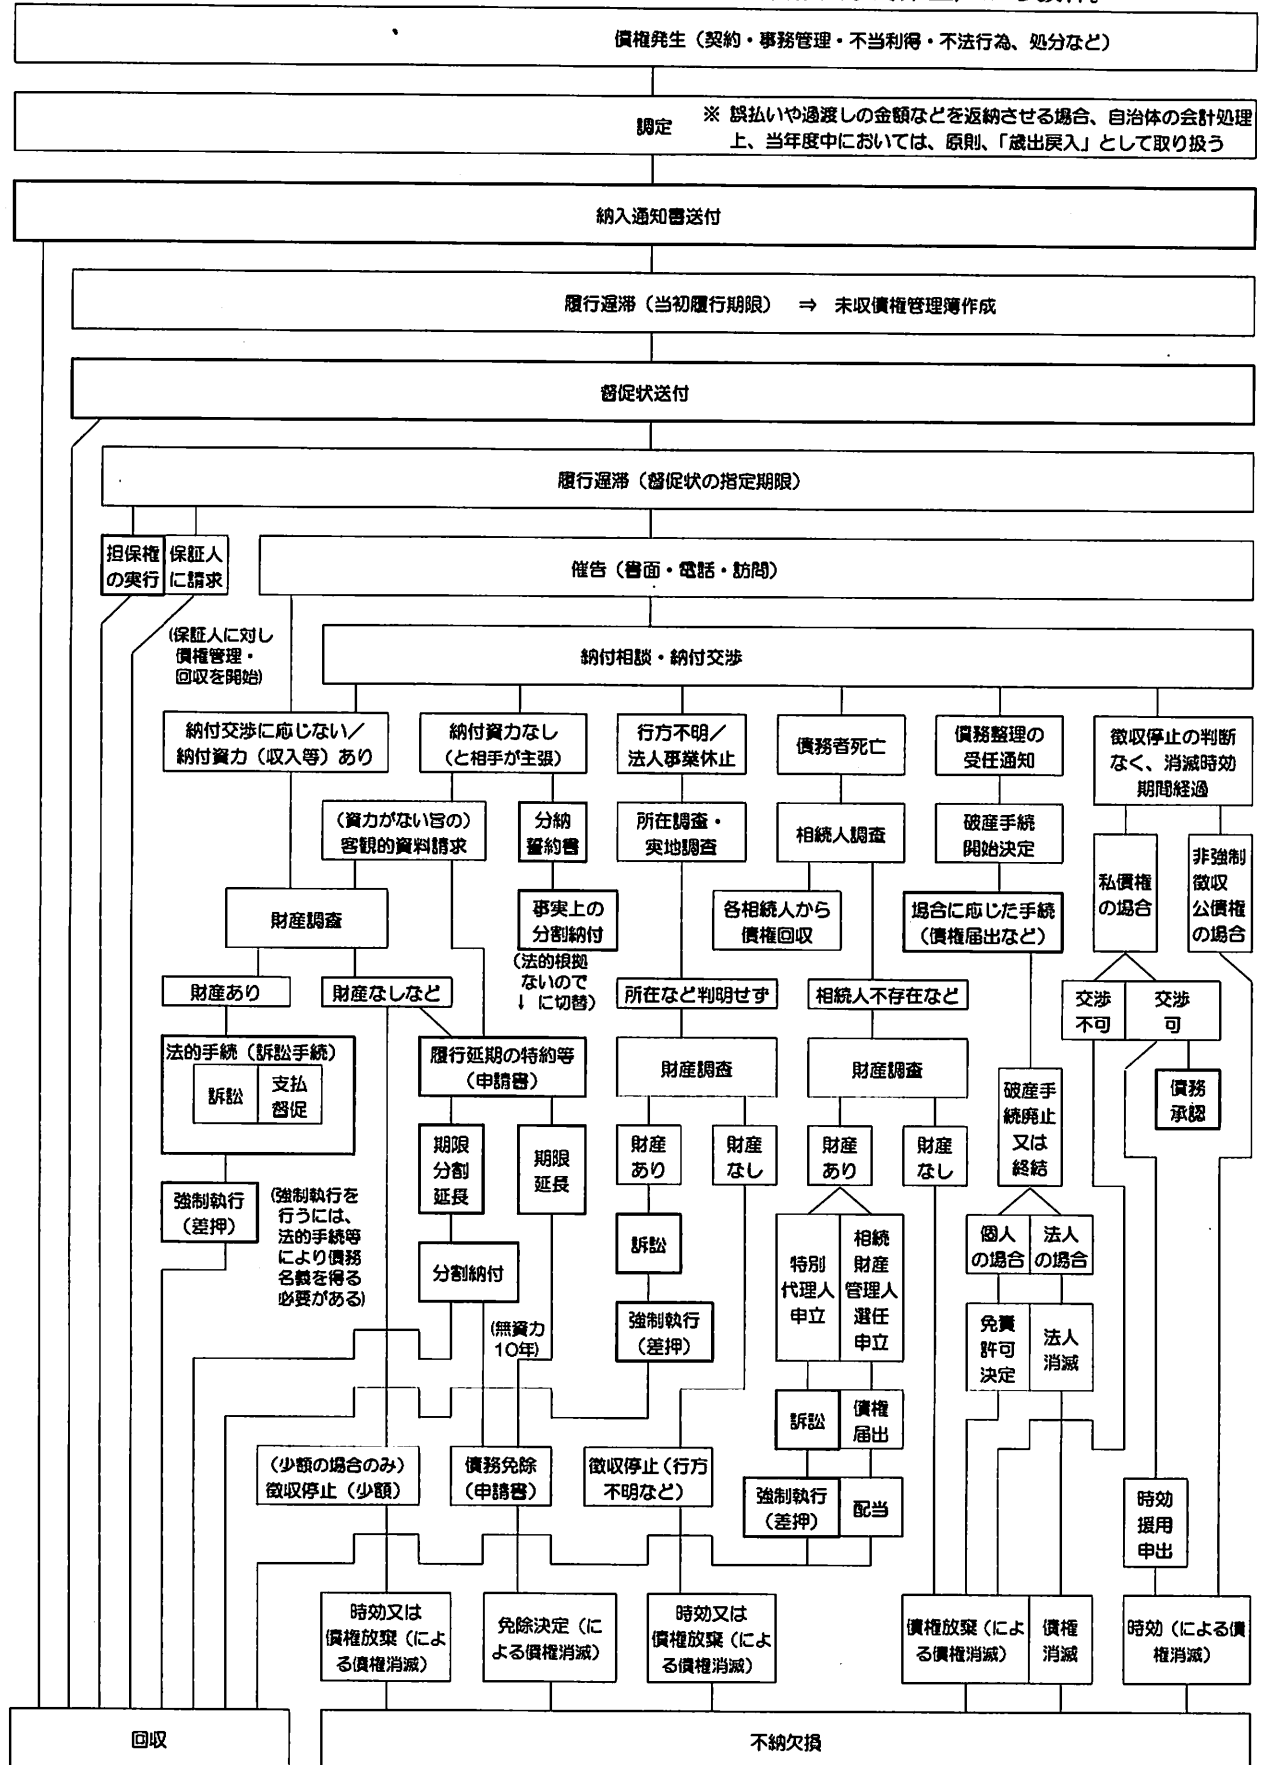 債権発生（契約・事務管理・不当利得・不法行為、処分など）
調定
※ 誤払いや過渡しの金額などを返納させる場合、自治体の会計処理
上、当年度中においては、原則、「歳出戻入」として取り扱う
納入通知書送付
履行遅滞（当初履行期限） ⇒ 未収債権管理簿作成
督促状送付
履行遅滞（督促状の指定期限）
担保権
の実行
保証人
に請求
催告（書面・電話・訪問）
(保証人に対し
債権管理・
回収を開始)
納付相談・納付交渉
納付交渉に応じない／
納付資力（収入等）あり
納付資力なし
（と相手が主張）
行方不明／
法人事業休止
債務者死亡
債務整理の
受任通知
徴収停止の判断
なく、消滅時効
期間経過
（資力がない旨の）
客観的資料請求
分納
誓約書
所在調査・
実地調査
相続人調査
破産手続
開始決定
私債権
の場合
非強制
徴収
公債権
の場合
財産調査
事実上の
分割納付
(法的根拠
ないので
↓ に切替)
各相続人から
債権回収
場合に応じた手続
（債権届出など）
財産あり
財産なしなど
所在など判明せず
相続人不存在など
交渉
不可
交渉
可
法的手続（訴訟手続）
訴訟
支払
督促
履行延期の特約等
（申請書）
財産調査
財産調査
破産手
続廃止
又は
終結
債務
承認
期限
分割
延長
期限
延長
財産
あり
財産
なし
財産
あり
財産
なし
強制執行
（差押）
(強制執行を
行うには、
法的手続等
により債務
名義を得る
必要がある)
分割納付
訴訟
特別
代理人
申立
相続
財産
管理人
選任
申立
個人
の場合
法人
の場合
(無資力
10年)
強制執行
（差押）
免責
許可
決定
法人
消滅
訴訟
債権
届出
（少額の場合のみ）
徴収停止（少額）
債務免除
（申請書）
徴収停止（行方
不明など）
強制執行
（差押）
配当
時効
援用
申出
時効又は
債権放棄（によ
る債権消滅）
免除決定（に
よる債権消滅）
時効又は
債権放棄（によ
る債権消滅）
債権放棄（によ
る債権消滅）
債権
消滅
時効（による債
権消滅）
回収
不納欠損